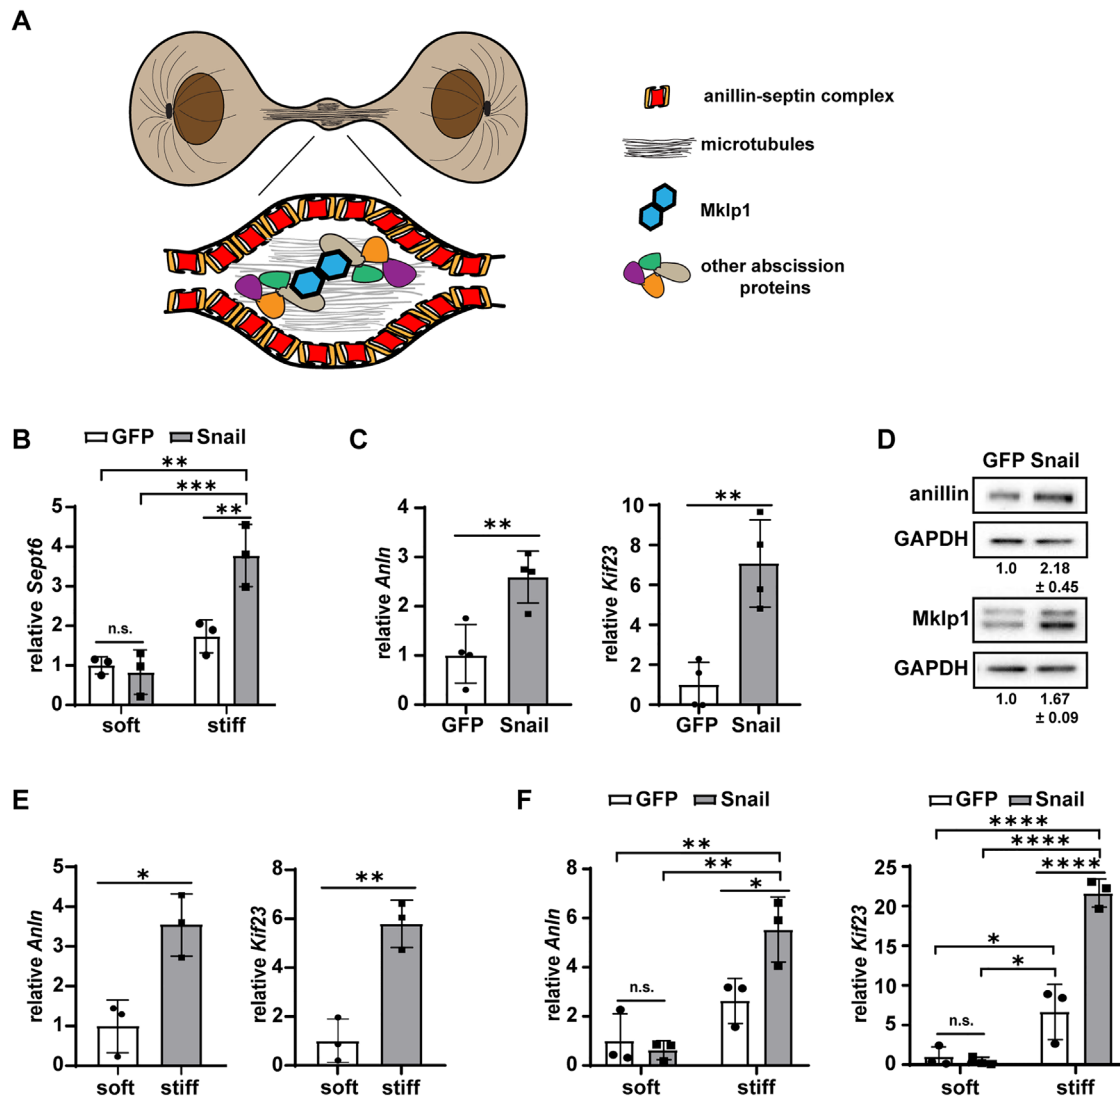 A
anillin-septin complex
microtubules
Mklp1
other abscission
proteins
B
GFP Snail
**
***
**
n.s.
relative Sept6
5
4
3
2
1
0
soft stiff
C
**
relative Anln
4
3
2
1
0
GFP Snail
**
relative Kif23
10
8
6
4
2
0
GFP Snail
D
GFP Snail
anillin
GAPDH
1.0 2.18
± 0.45
Mklp1
GAPDH
1.0 1.67
± 0.09
E
*
relative Anln
5
4
3
2
1
0
soft stiff
**
relative Kif23
8
6
4
2
0
soft stiff
F
GFP Snail
**
**
*
n.s.
relative Anln
8
6
4
2
0
soft stiff
GFP Snail
****
****
****
*
*
n.s.
relative Kif23
25
20
15
10
5
0
soft stiff